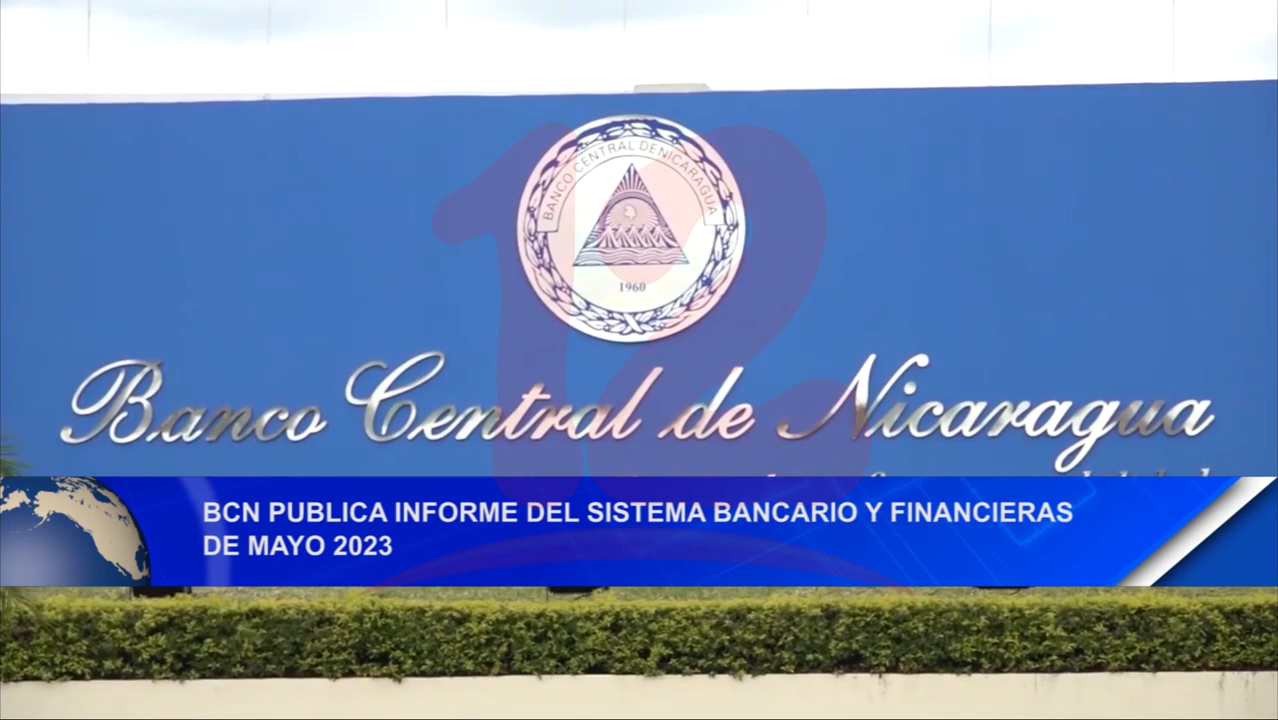 BANCO CENTRAL DE NICARAGUA
1960
12
Banco Central de Nicaragua
BCN PUBLICA INFORME DEL SISTEMA BANCARIO Y FINANCIERAS
DE MAYO 2023